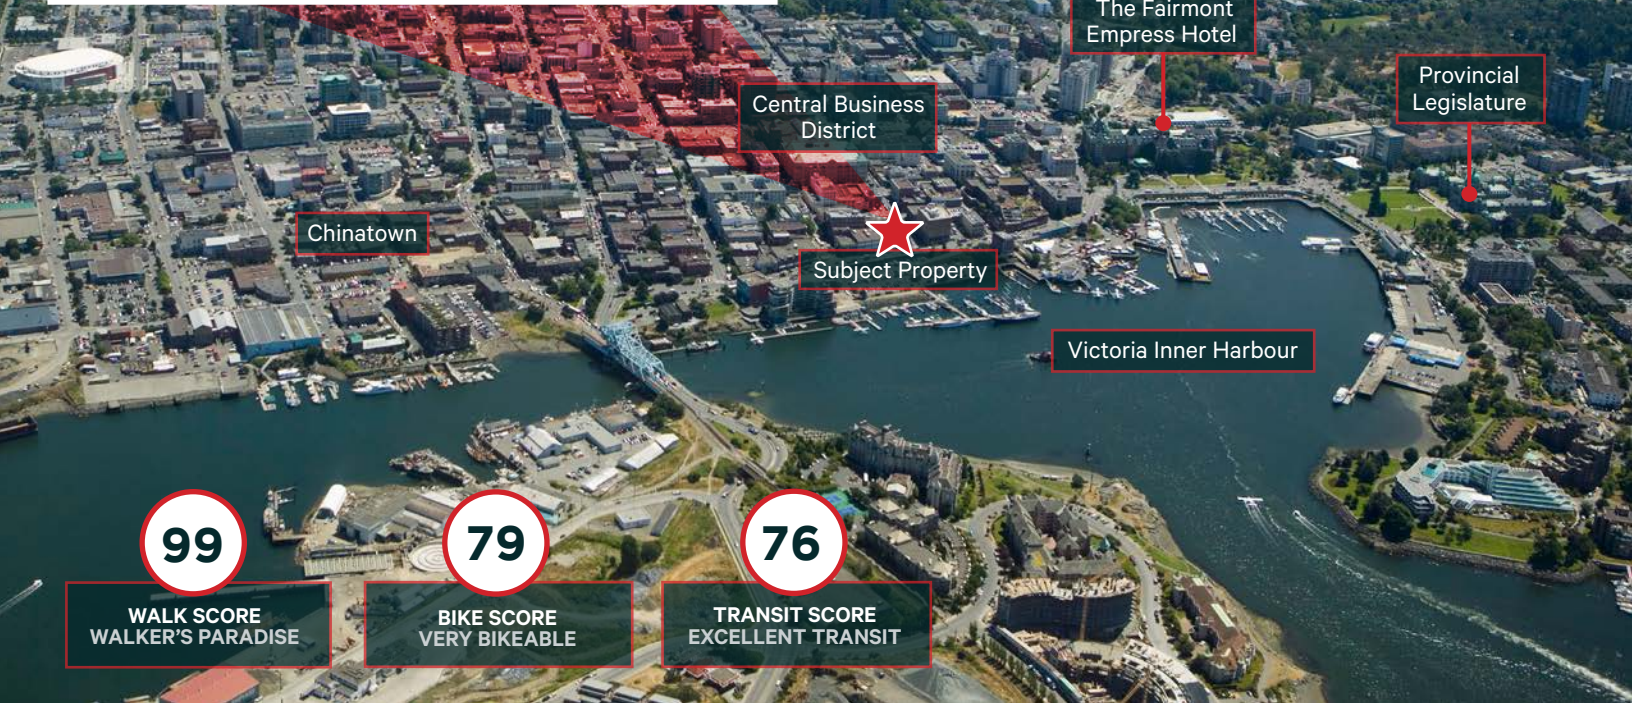 The Fairmont
Empress Hotel
Provincial
Legislature
Central Business
District
Chinatown
Subject Property
Victoria Inner Harbour
99
WALK SCORE
WALKER'S PARADISE
79
BIKE SCORE
VERY BIKEABLE
76
TRANSIT SCORE
EXCELLENT TRANSIT